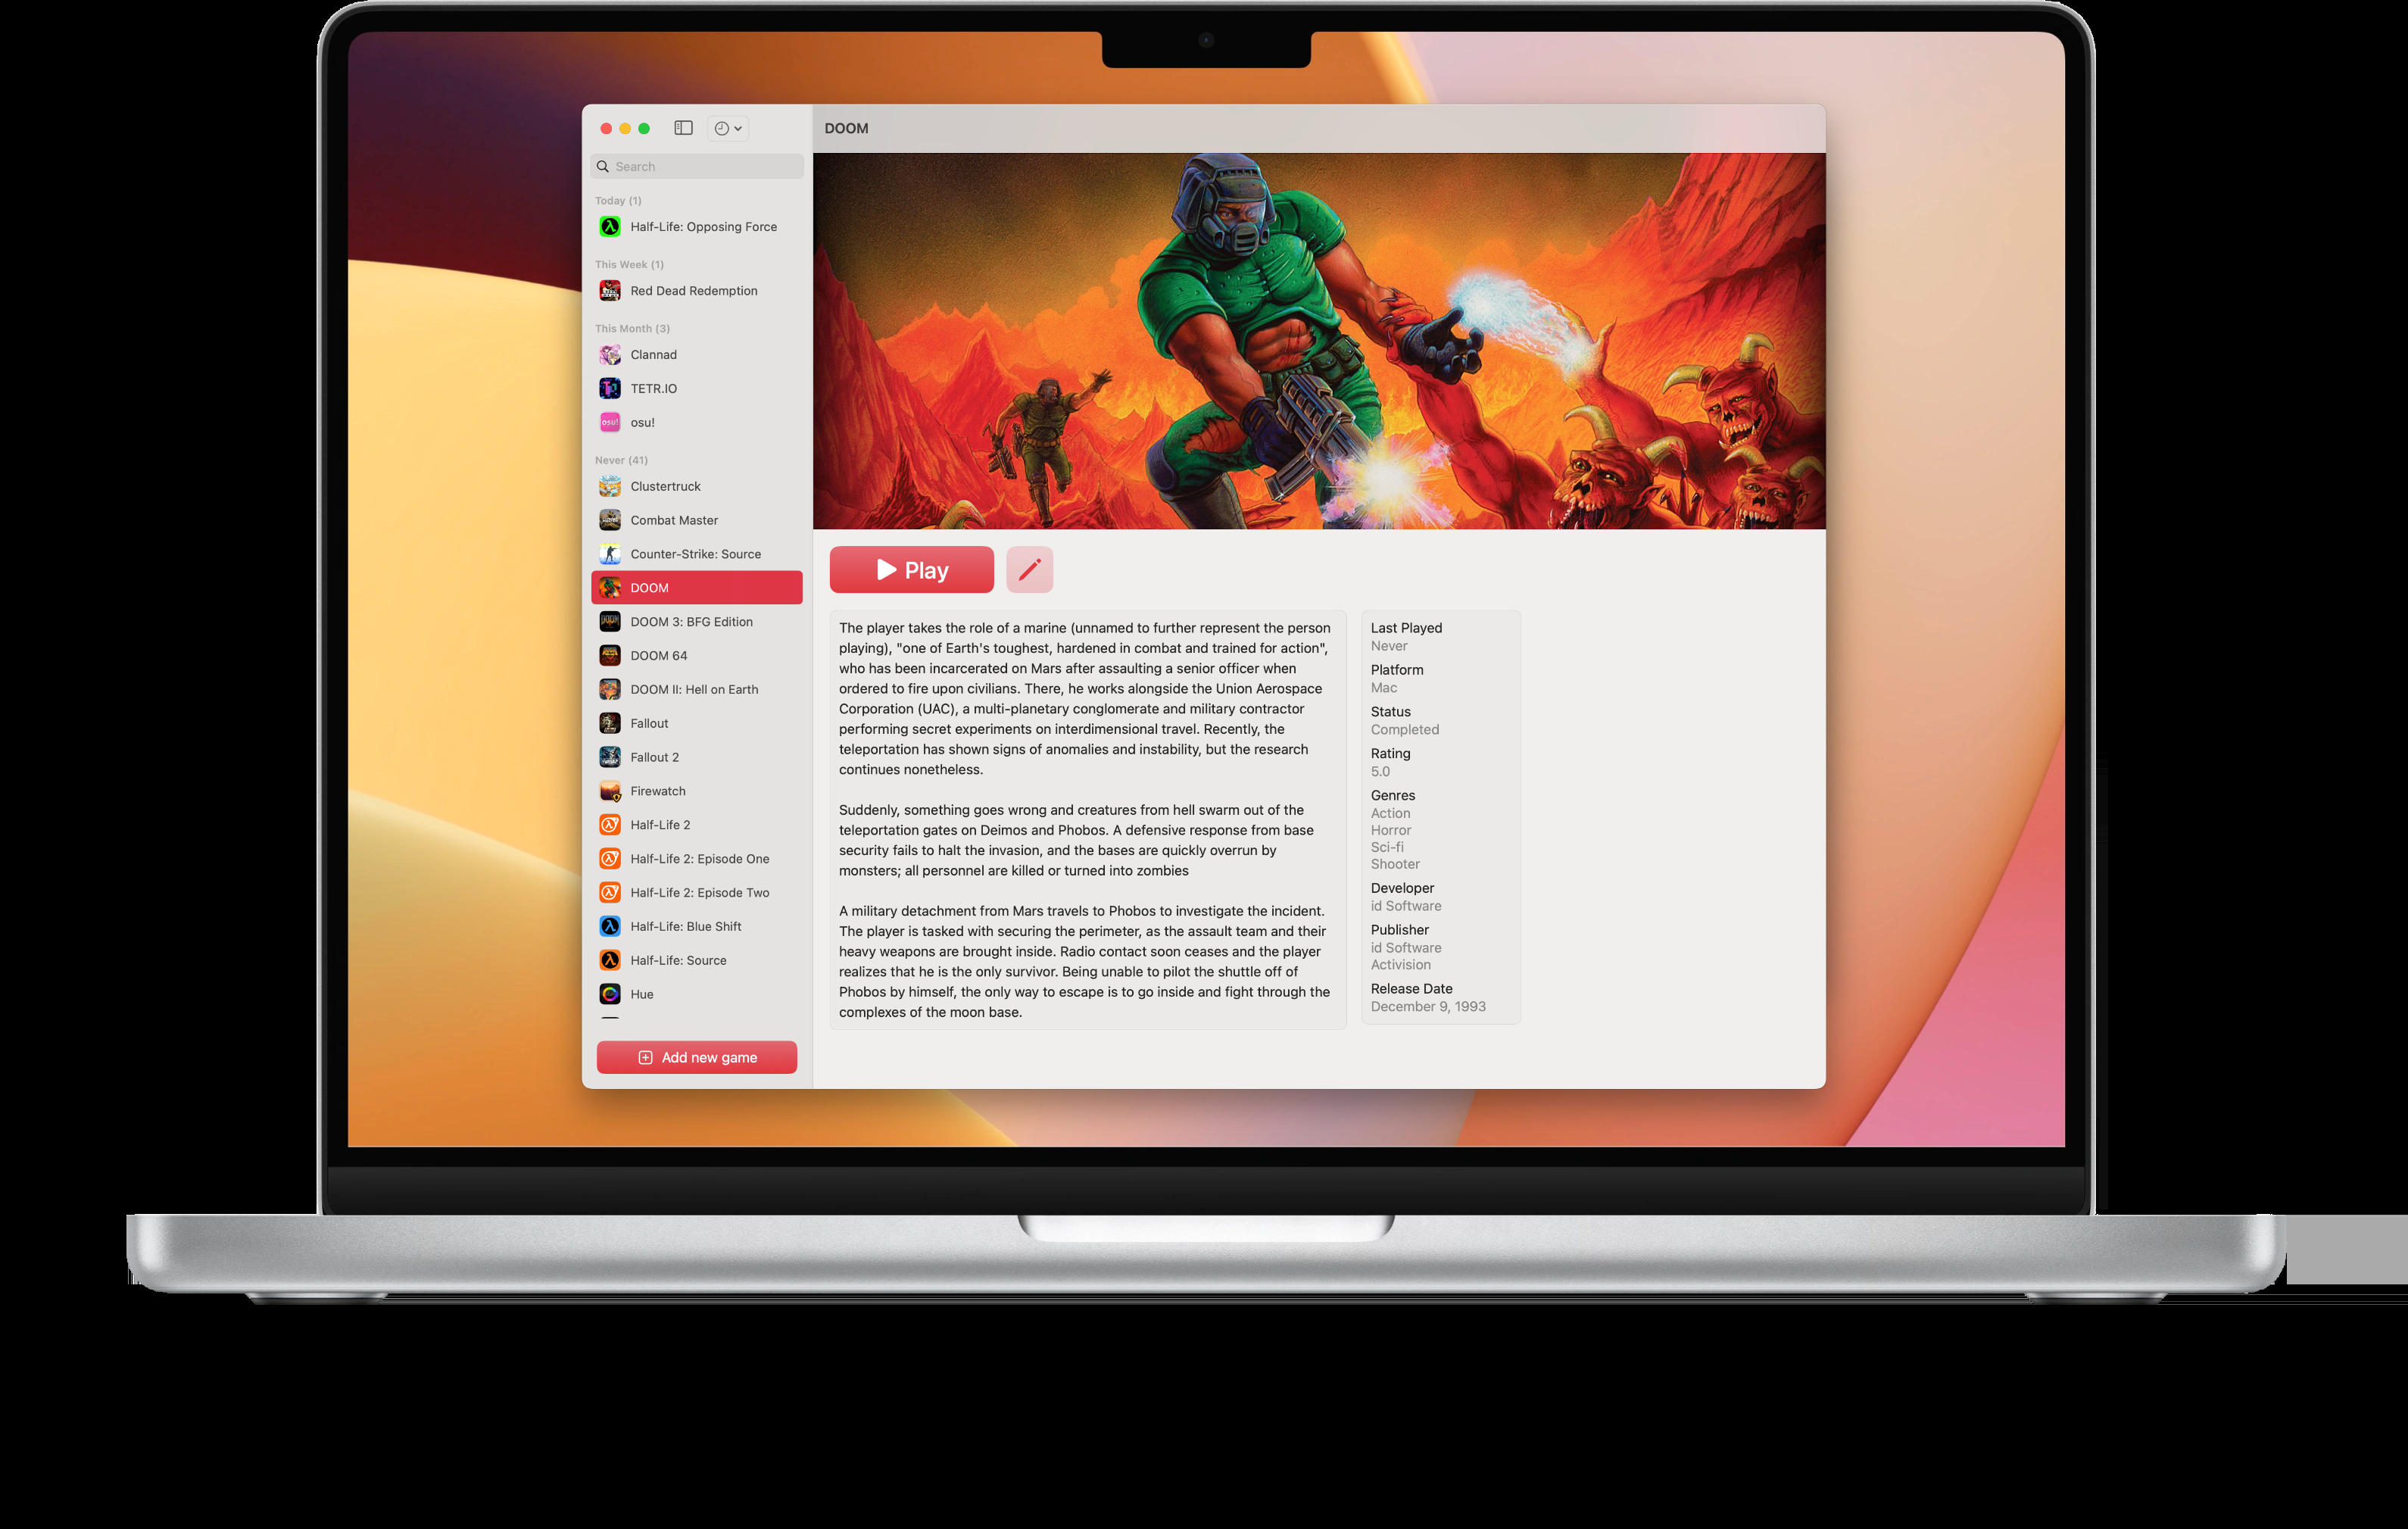 DOOM
Search
Today (1)
Half-Life: Opposing Force
This Week (1)
Red Dead Redemption
This Month (3)
Clannad
TETR.IO
osu!
osu!
Never (41)
Clustertruck
Combat Master
Counter-Strike: Source
DOOM
DOOM 3: BFG Edition
DOOM 64
DOOM II: Hell on Earth
Fallout
Fallout 2
Firewatch
Half-Life 2
Half-Life 2: Episode One
Half-Life 2: Episode Two
Half-Life: Blue Shift
Half-Life: Source
Hue
Add new game
Play
The player takes the role of a marine (unnamed to further represent the person
playing), "one of Earth's toughest, hardened in combat and trained for action",
who has been incarcerated on Mars after assaulting a senior officer when
ordered to fire upon civilians. There, he works alongside the Union Aerospace
Corporation (UAC), a multi-planetary conglomerate and military contractor
performing secret experiments on interdimensional travel. Recently, the
teleportation has shown signs of anomalies and instability, but the research
continues nonetheless.
Suddenly, something goes wrong and creatures from hell swarm out of the
teleportation gates on Deimos and Phobos. A defensive response from base
security fails to halt the invasion, and the bases are quickly overrun by
monsters; all personnel are killed or turned into zombies
A military detachment from Mars travels to Phobos to investigate the incident.
The player is tasked with securing the perimeter, as the assault team and their
heavy weapons are brought inside. Radio contact soon ceases and the player
realizes that he is the only survivor. Being unable to pilot the shuttle off of
Phobos by himself, the only way to escape is to go inside and fight through the
complexes of the moon base.
Last Played
Never
Platform
Mac
Status
Completed
Rating
5.0
Genres
Action
Horror
Sci-fi
Shooter
Developer
id Software
Publisher
id Software
Activision
Release Date
December 9, 1993